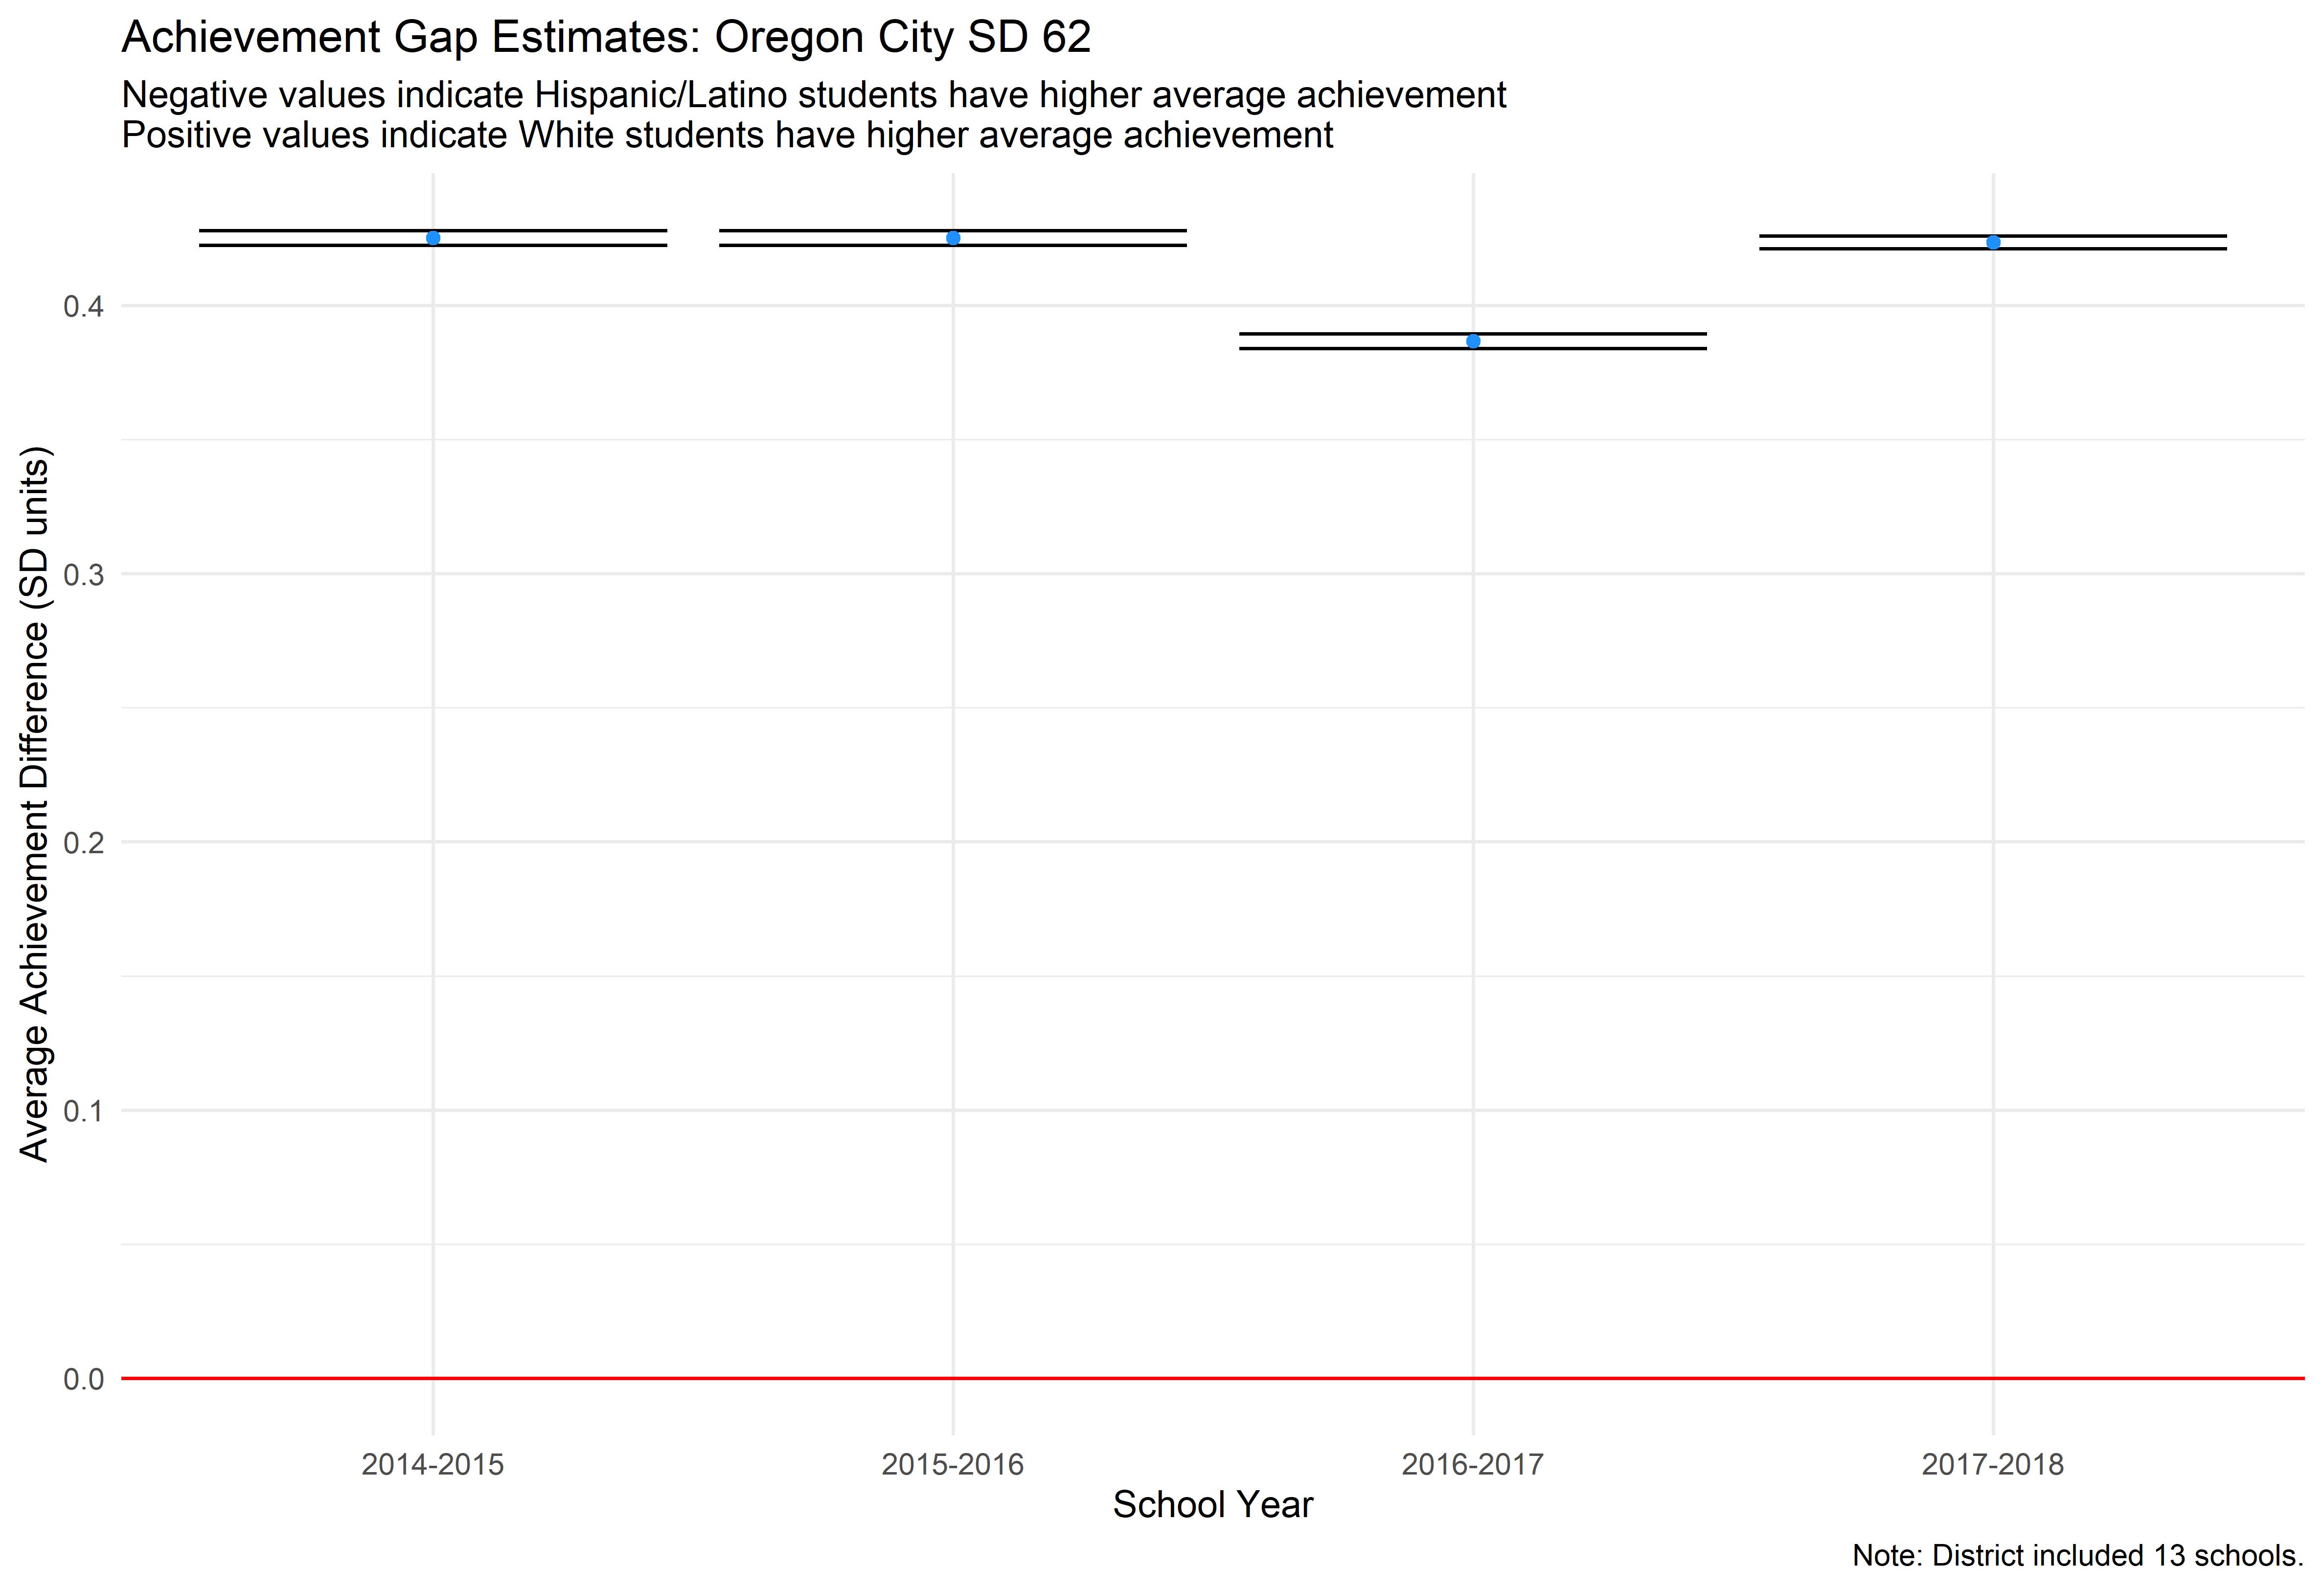 Achievement Gap Estimates: Oregon City SD 62
Negative values indicate Hispanic/Latino students have higher average achievement
Positive values indicate White students have higher average achievement
Average Achievement Difference (SD units)
0.4
0.3
0.2
0.1
0.0
2014-2015
2015-2016
2016-2017
2017-2018
School Year
Note: District included 13 schools.